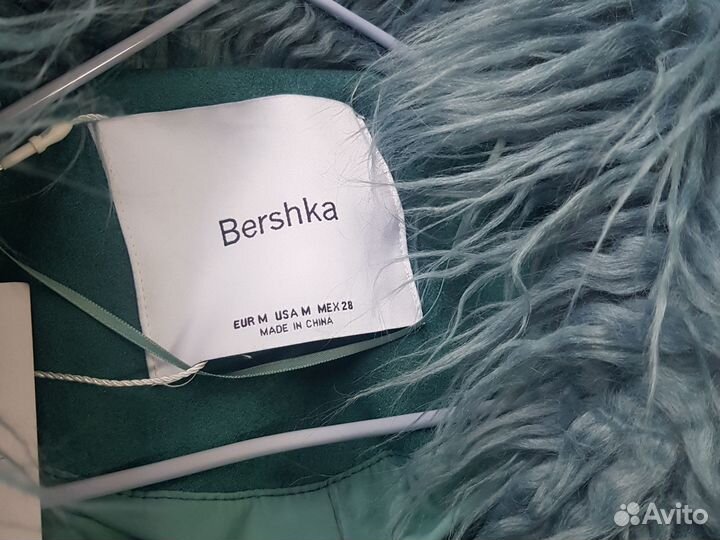 Bershka
EUR M USA M MEX 28
MADE IN CHINA
Avito